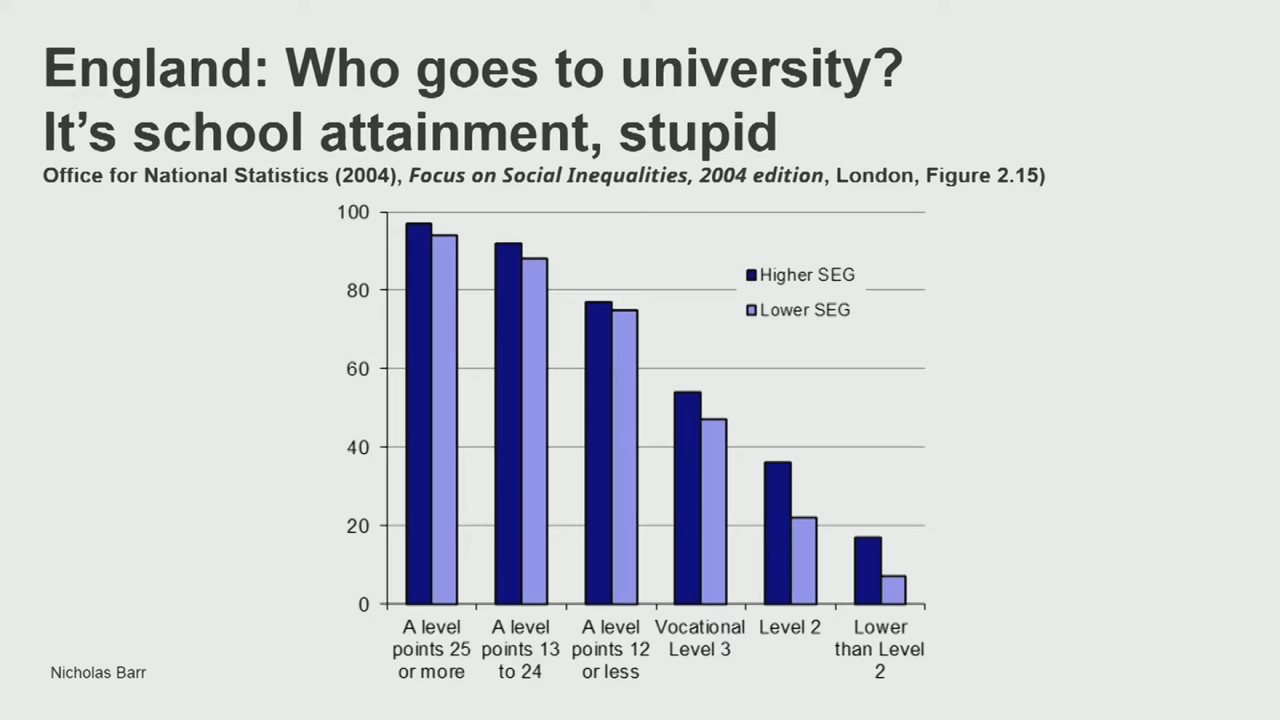 England: Who goes to university?
It's school attainment, stupid
Office for National Statistics (2004), Focus on Social Inequalities, 2004 edition, London, Figure 2.15)
100
80
60
40
20
0
Higher SEG
Lower SEG
A level
points 25
or more
A level
points 13
to 24
A level
points 12
or less
Vocational
Level 3
Level 2
Lower
than Level
2
Nicholas Barr